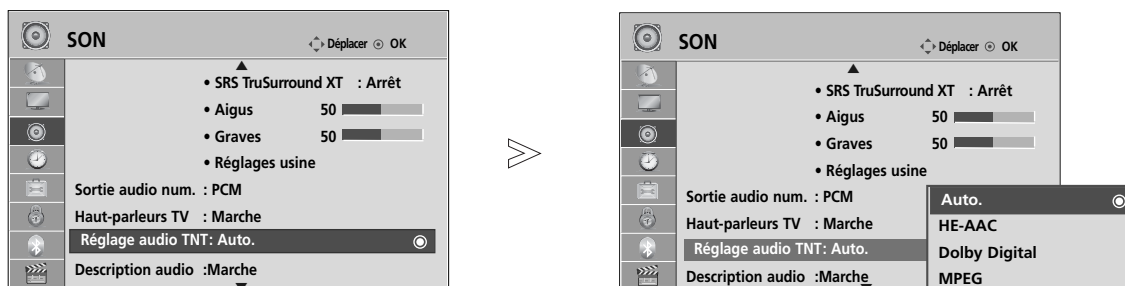 SON
Déplacer OK
• SRS TruSurround XT : Arrêt
• Aigus 50
• Graves 50
• Réglages usine
Sortie audio num. : PCM
Haut-parleurs TV : Marche
Réglage audio TNT: Auto.
Description audio :Marche
SON
Déplacer OK
• SRS TruSurround XT : Arrêt
• Aigus 50
• Graves 50
• Réglages usine
Sortie audio num. : PCM
Haut-parleurs TV : Marche
Réglage audio TNT: Auto.
Description audio :Marche
Auto.
HE-AAC
Dolby Digital
MPEG